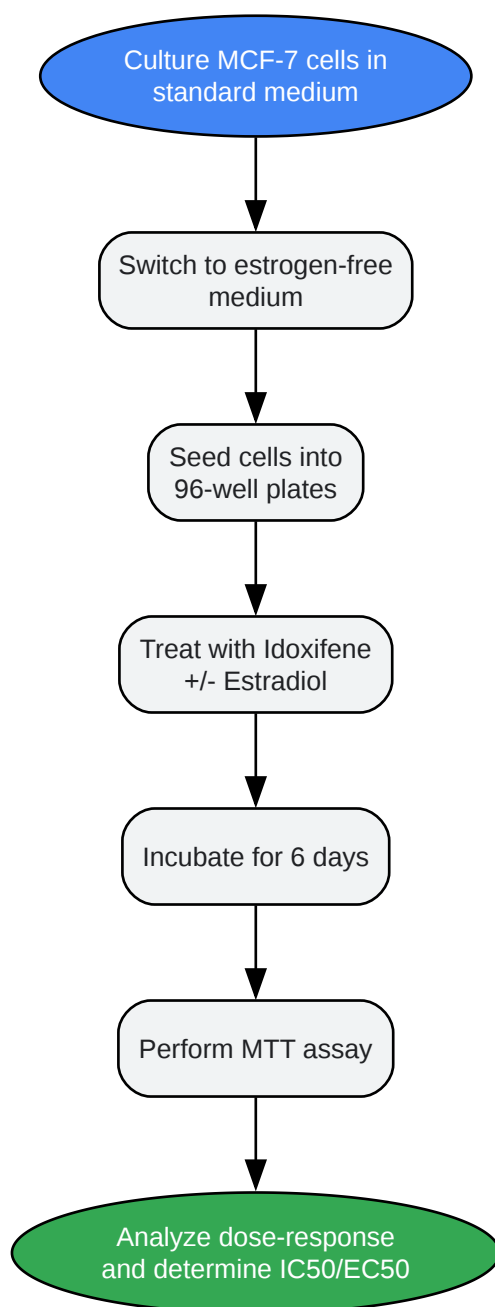 Culture MCF-7 cells in
standard medium
Switch to estrogen-free
medium
Seed cells into
96-well plates
Treat with Idoxifene
+/- Estradiol
Incubate for 6 days
Perform MTT assay
Analyze dose-response
and determine IC50/EC50